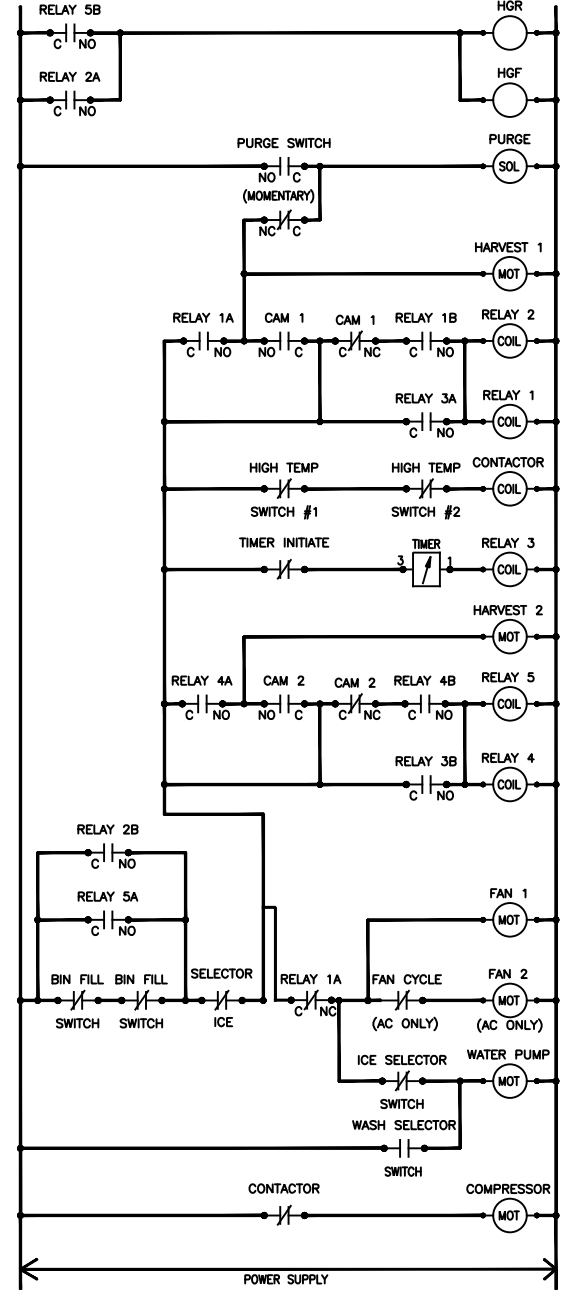 RELAY 5B
HGR
C NO
RELAY 2A
HGF
C NO
PURGE SWITCH
PURGE
NO C
SOL
(MOMENTARY)
NC C
HARVEST 1
MOT
RELAY 1A CAM 1 CAM 1 RELAY 1B RELAY 2
C NO NO C C NC C NO COIL
RELAY 3A RELAY 1
C NO COIL
HIGH TEMP HIGH TEMP CONTACTOR
COIL
SWITCH #1 SWITCH #2
TIMER INITIATE TIMER RELAY 3
3 1 COIL
HARVEST 2
MOT
RELAY 4A CAM 2 CAM 2 RELAY 4B RELAY 5
C NO NO C C NC C NO COIL
RELAY 3B RELAY 4
C NO COIL
RELAY 2B
C NO
RELAY 5A FAN 1
C NO MOT
BIN FILL BIN FILL SELECTOR RELAY 1A FAN CYCLE FAN 2
C NC MOT
SWITCH SWITCH ICE (AC ONLY) (AC ONLY)
ICE SELECTOR WATER PUMP
MOT
SWITCH
WASH SELECTOR
SWITCH
CONTACTOR COMPRESSOR
MOT
POWER SUPPLY